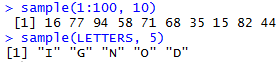 > sample(1:100, 10)
[1] 16 77 94 58 71 68 35 15 82 44
> sample(LETTERS, 5)
[1] "I" "G" "N" "O" "D"